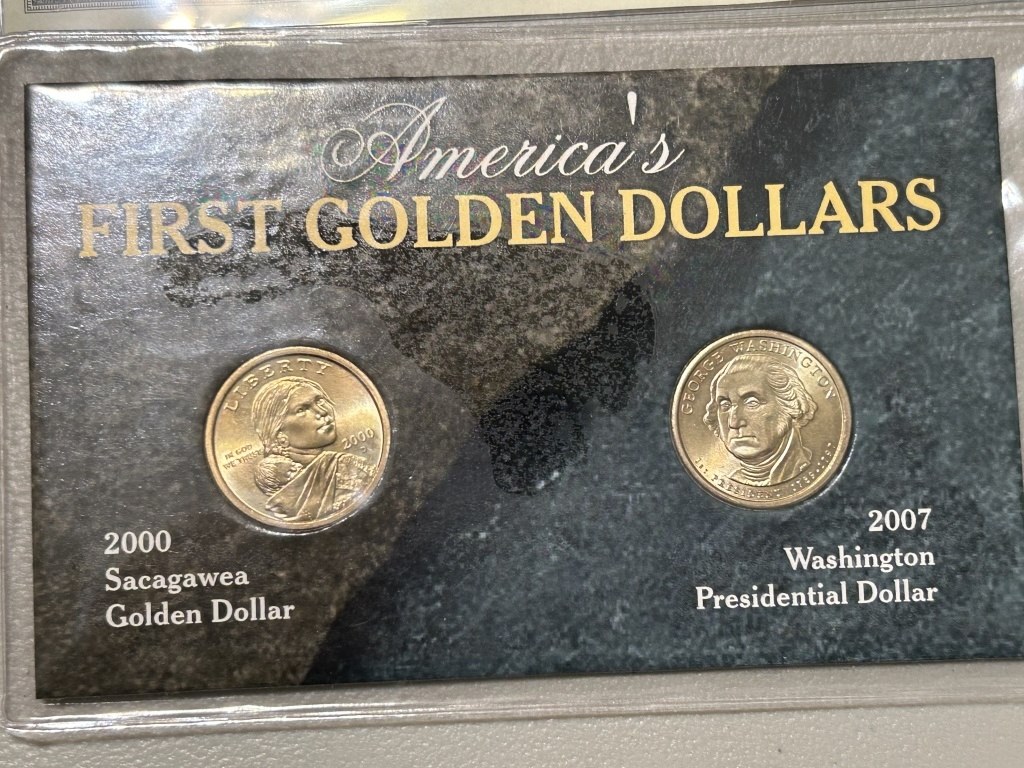 America's
FIRST GOLDEN DOLLARS
LIBERTY
IN GOD
WE TRUST
2000
GEORGE WASHINGTON
2000
Sacagawea
Golden Dollar
2007
Washington
Presidential Dollar